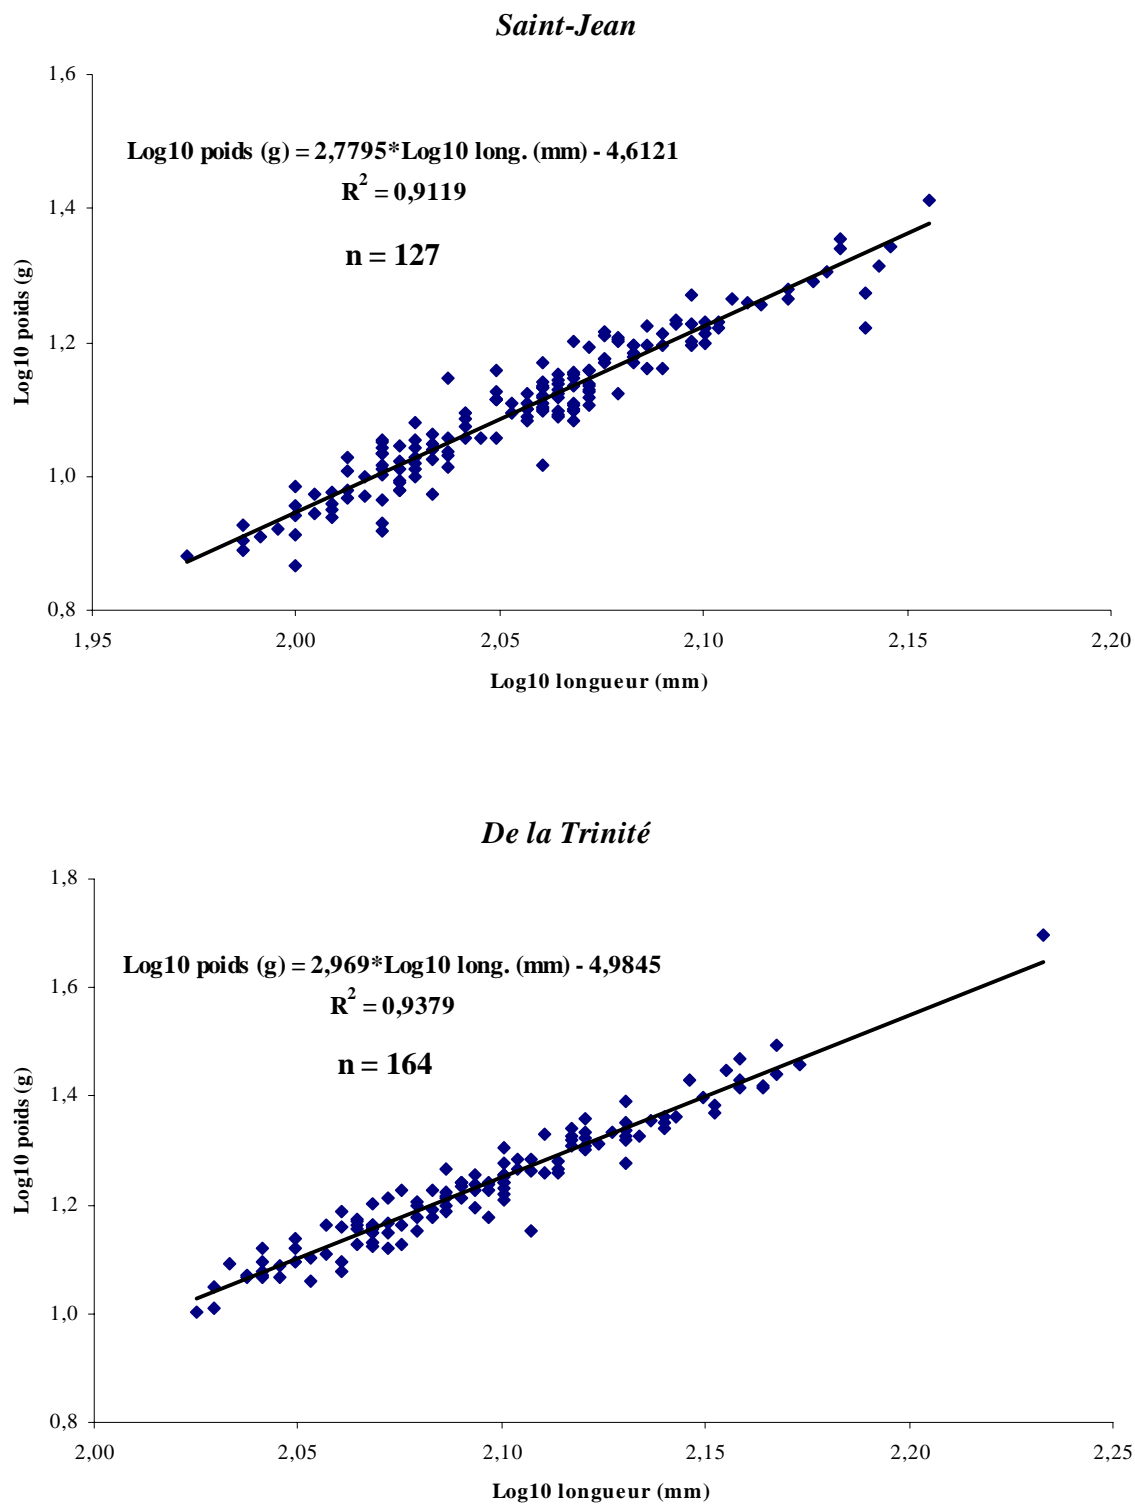 Saint-Jean
1,6
Log10 poids (g) = 2,7795*Log10 long. (mm) - 4,6121
R² = 0,9119
n = 127
1,4
1,2
1,0
0,8
Log10 poids (g)
1,95 2,00 2,05 2,10 2,15 2,20
Log10 longueur (mm)
De la Trinité
1,8
Log10 poids (g) = 2,969*Log10 long. (mm) - 4,9845
R² = 0,9379
n = 164
1,6
1,4
1,2
1,0
0,8
Log10 poids (g)
2,00 2,05 2,10 2,15 2,20 2,25
Log10 longueur (mm)